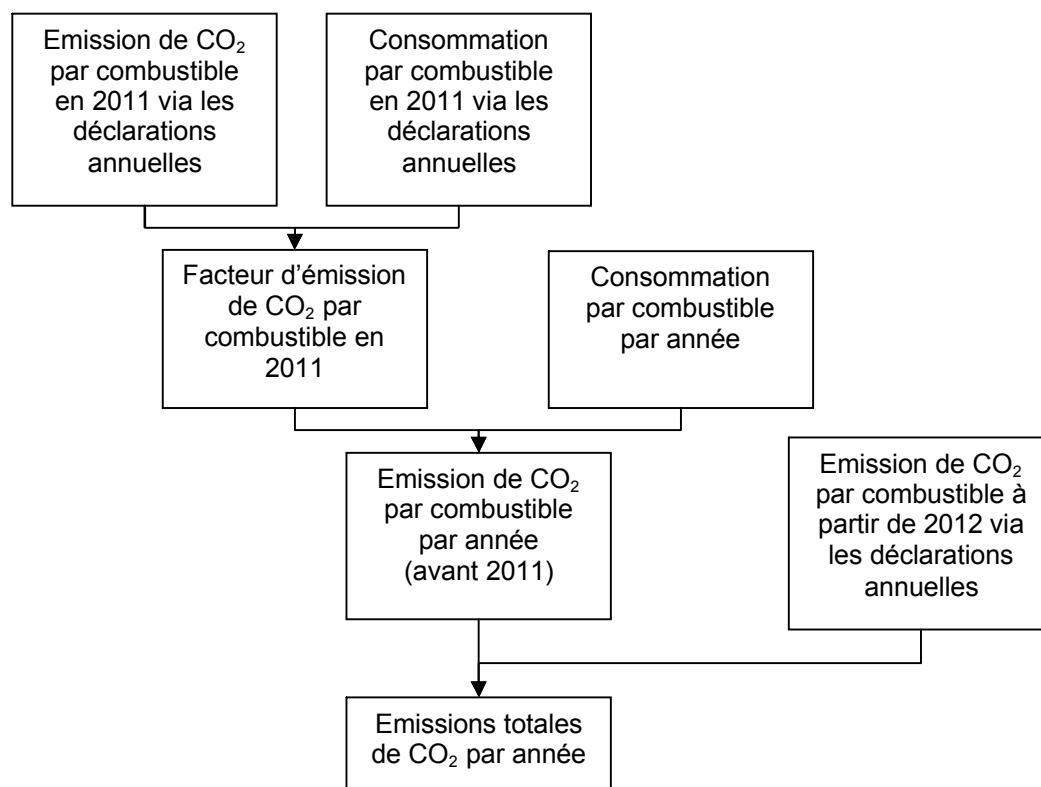 Emission de CO₂
par combustible
en 2011 via les
déclarations
annuelles
Consommation
par combustible
en 2011 via les
déclarations
annuelles
Facteur d’émission
de CO₂ par
combustible en
2011
Consommation
par combustible
par année
Emission de CO₂
par combustible
par année
(avant 2011)
Emission de CO₂
par combustible à
partir de 2012 via
les déclarations
annuelles
Emissions totales
de CO₂ par année